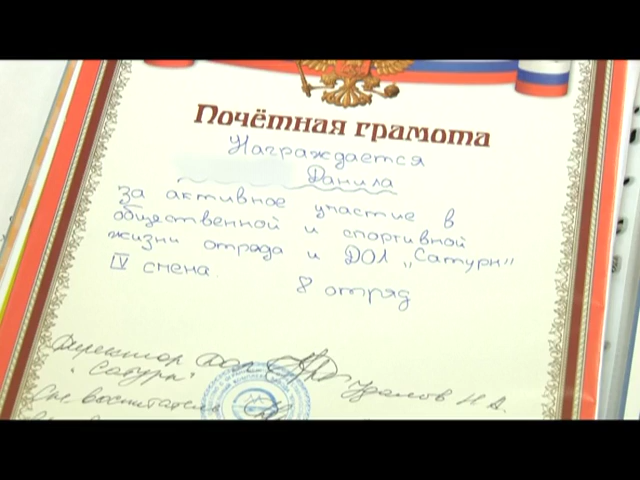 Почётная грамота
Награждается
Данила
за активное участие в
общественной и спортивной
жизни отряда и ДОЛ „Сатурн"
IV смена. 8 отряд
Директор ДОЛ
"Сатурн"
воспитатель